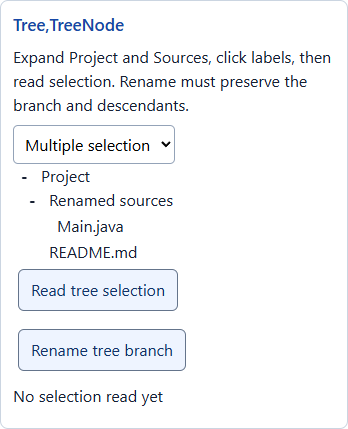 Tree,TreeNode
Expand Project and Sources, click labels, then
read selection. Rename must preserve the
branch and descendants.
Multiple selection
- Project
- Renamed sources
Main.java
README.md
Read tree selection
Rename tree branch
No selection read yet